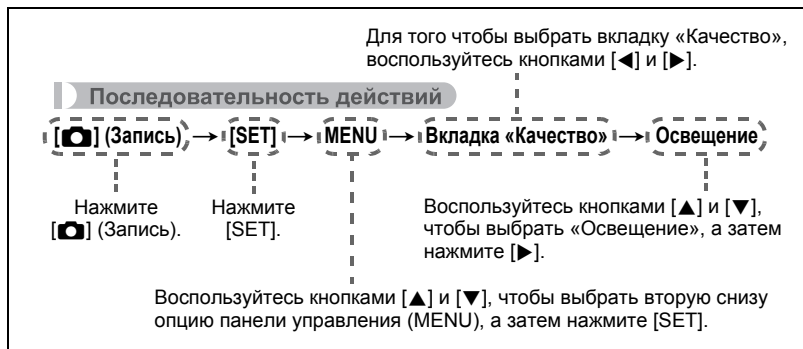 Для того чтобы выбрать вкладку «Качество»,
воспользуйтесь кнопками [◀] и [▶].
Последовательность действий
[📷] (Запись) → [SET] → MENU → Вкладка «Качество» → Освещение
Нажмите
[📷] (Запись).
Нажмите
[SET].
Воспользуйтесь кнопками [▲] и [▼],
чтобы выбрать «Освещение», а затем
нажмите [▶].
Воспользуйтесь кнопками [▲] и [▼], чтобы выбрать вторую снизу
опцию панели управления (MENU), а затем нажмите [SET].